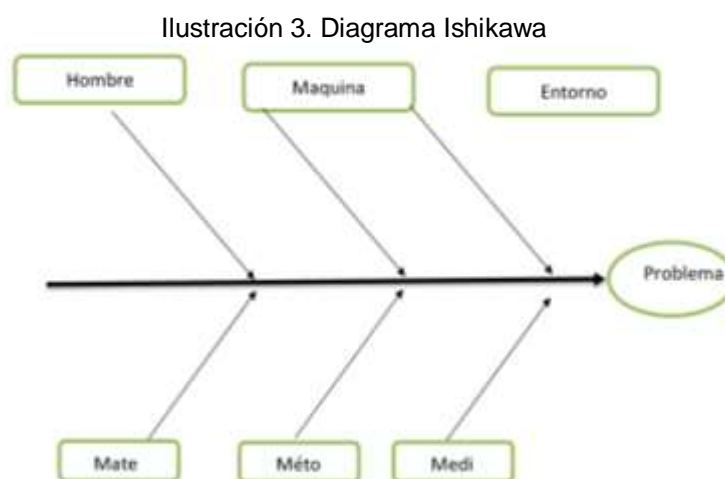 Ilustración 3. Diagrama Ishikawa
Hombre
Maquina
Entorno
Problema
Mate
Méto
Medi